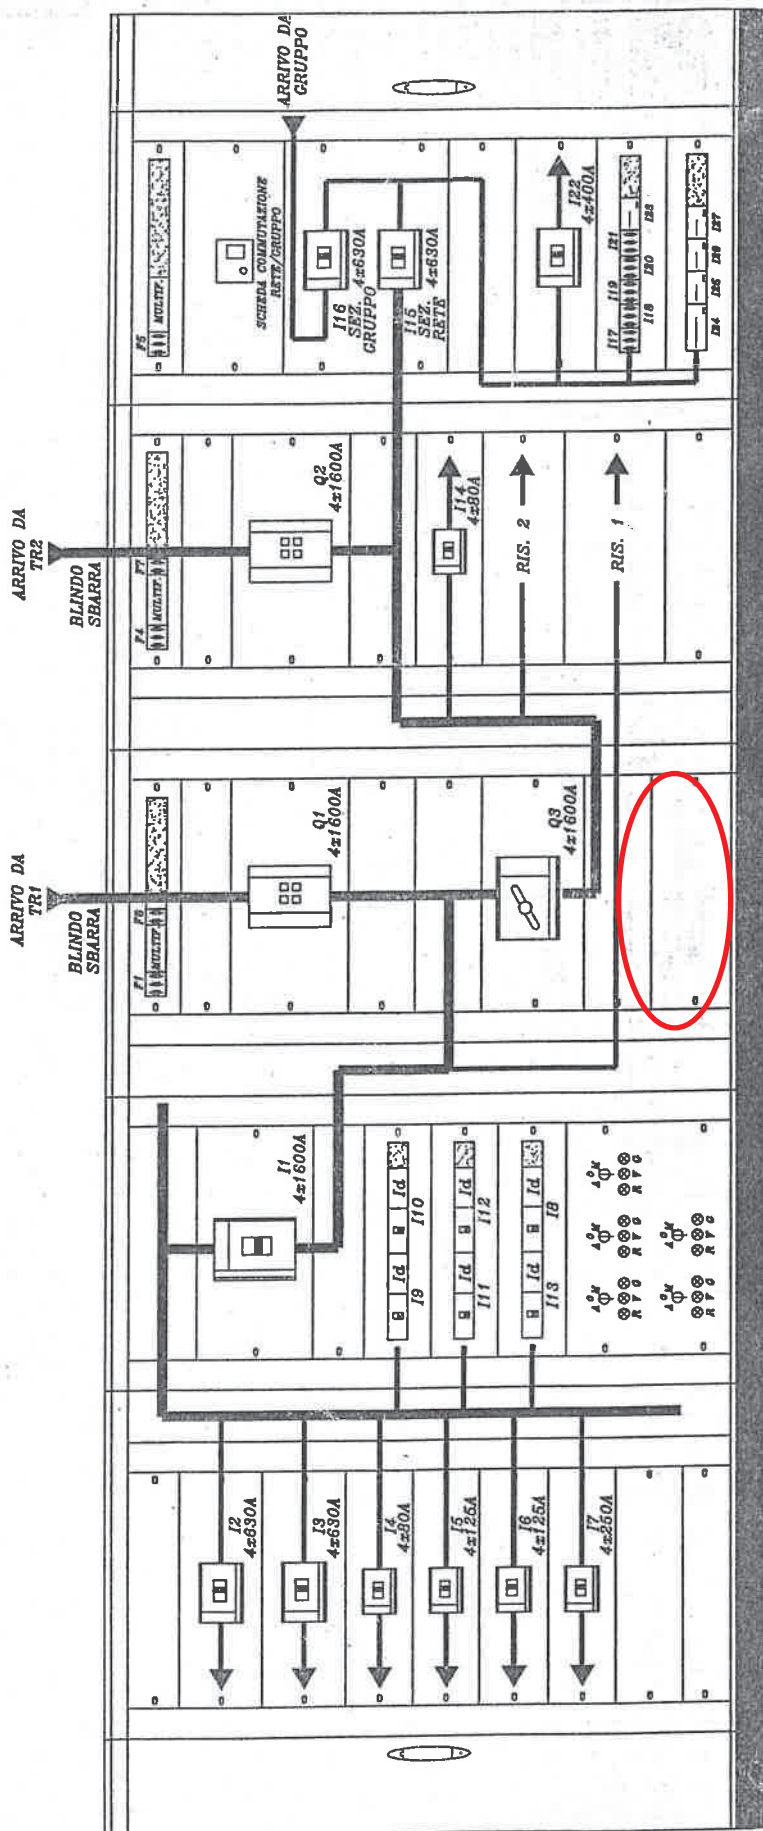 ARRIVO DA
GRUPPO
F5
MULTIF.
SCHEDA COMMUTAZIONE
RETE/GRUPPO
I16
SEZ.
GRUPPO
4x630A
I15
SEZ.
RETE
4x630A
I22
4x400A
I17
I19
I21
I18
I20
I23
I24
I25
I26
I27
ARRIVO DA
TR2
BLINDO
SBARRA
F4
MULTIF.
F7
Q2
4x1600A
I14
4x80A
RIS. 2
RIS. 1
ARRIVO DA
TR1
BLINDO
SBARRA
F1
MULTIF.
F6
Q1
4x1600A
Q3
4x1600A
I1
4x1600A
Id
Id
I9
I10
Id
Id
I11
I12
Id
Id
I13
I8
A O M
R V G
A O M
R V G
A O M
R V G
A O M
R V G
A O M
R V G
I2
4x630A
I3
4x630A
I4
4x80A
I5
4x125A
I6
4x125A
I7
4x250A